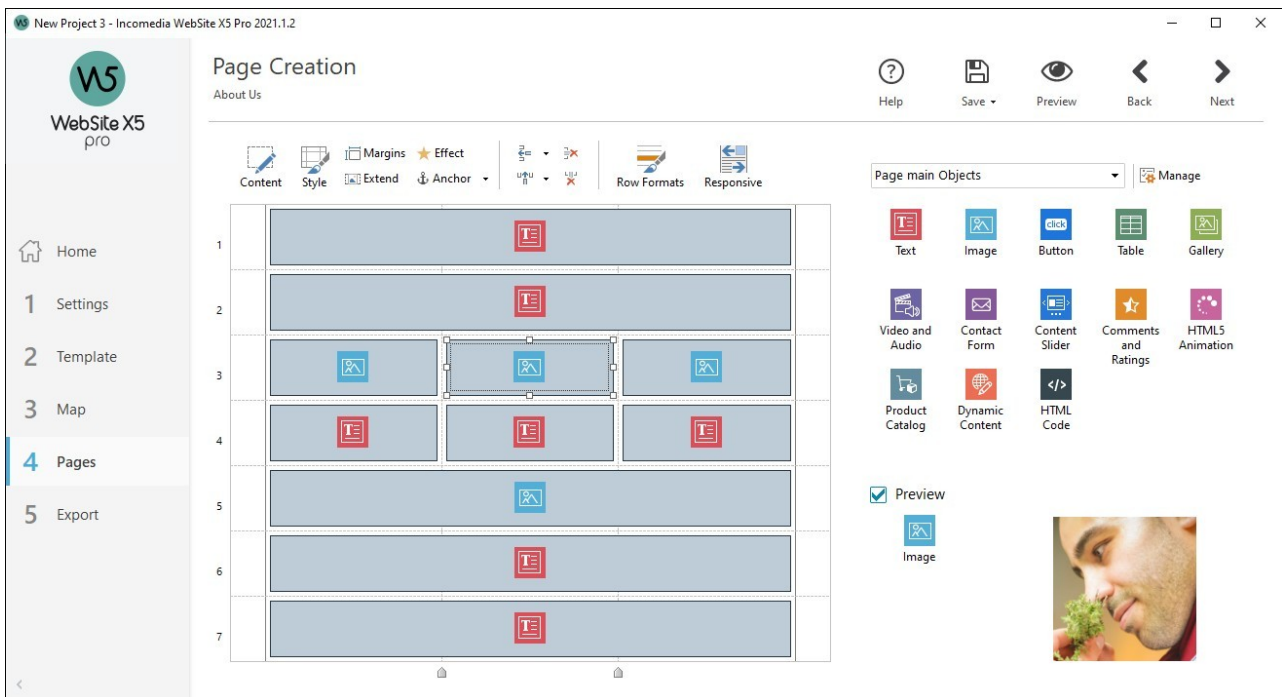 New Project 3 - Incomedia WebSite X5 Pro 2021.1.2
W5
WebSite X5
pro
Page Creation
About Us
Help
Save
Preview
Back
Next
Home
1 Settings
2 Template
3 Map
4 Pages
5 Export
Content
Style
Margins
Effect
Extend
Anchor
Row Formats
Responsive
1
2
3
4
5
6
7
Page main Objects
Manage
Text
Image
click
Button
Table
Gallery
Video and
Audio
Contact
Form
Content
Slider
Comments
and
Ratings
HTML5
Animation
Product
Catalog
Dynamic
Content
</>
HTML
Code
Preview
Image